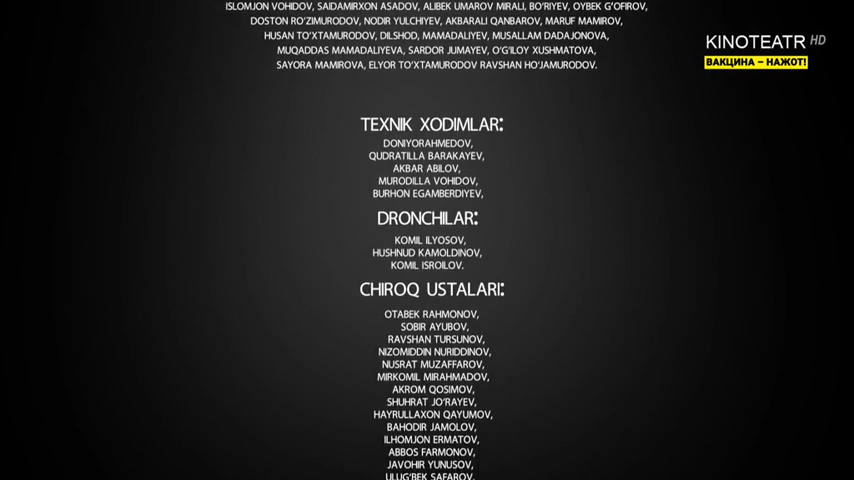 ISLOMJON VOHIDOV, SAIDAMIRXON ASADOV, ALIBEK UMAROV MIRALI, BO'RIYEV, OYBEK G'OFIROV,
DOSTON RO'ZIMURODOV, NODIR YULCHIYEV, AKBARALI QANBAROV, MARUF MAMIROV,
HUSAN TO'XTAMURODOV, DILSHOD, MAMADALIYEV, MUSALLAM DADAJONOVA,
MUQADDAS MAMADALIYEVA, SARDOR JUMAYEV, O'G'ILOY XUSHMATOVA,
SAYORA MAMIROVA, ELYOR TO'XTAMURODOV RAVSHAN HO'JAMURODOV.
KINOTEATR HD
ВАКЦИНА – НАЖОТ!
TEXNIK XODIMLAR:
DONIYORAHMEDOV,
QUDRATILLA BARAKAYEV,
AKBAR ABILOV,
MURODILLA VOHIDOV,
BURHON EGAMBERDIYEV,
DRONCHILAR:
KOMIL ILYOSOV,
HUSHNUD KAMOLDINOV,
KOMIL ISROILOV.
CHIROQ USTALARI:
OTABEK RAHMONOV,
SOBIR AYUBOV,
RAVSHAN TURSUNOV,
NIZOMIDDIN NURIDDINOV,
NUSRAT MUZAFFAROV,
MIRKOMIL MIRAHMADOV,
AKROM QOSIMOV,
SHUHRAT JO'RAYEV,
HAYRULLAXON QAYUMOV,
BAHODIR JAMOLOV,
ILHOMJON ERMATOV,
ABBOS FARMONOV,
JAVOHIR YUNUSOV,
ULUG'BEK SAFAROV,